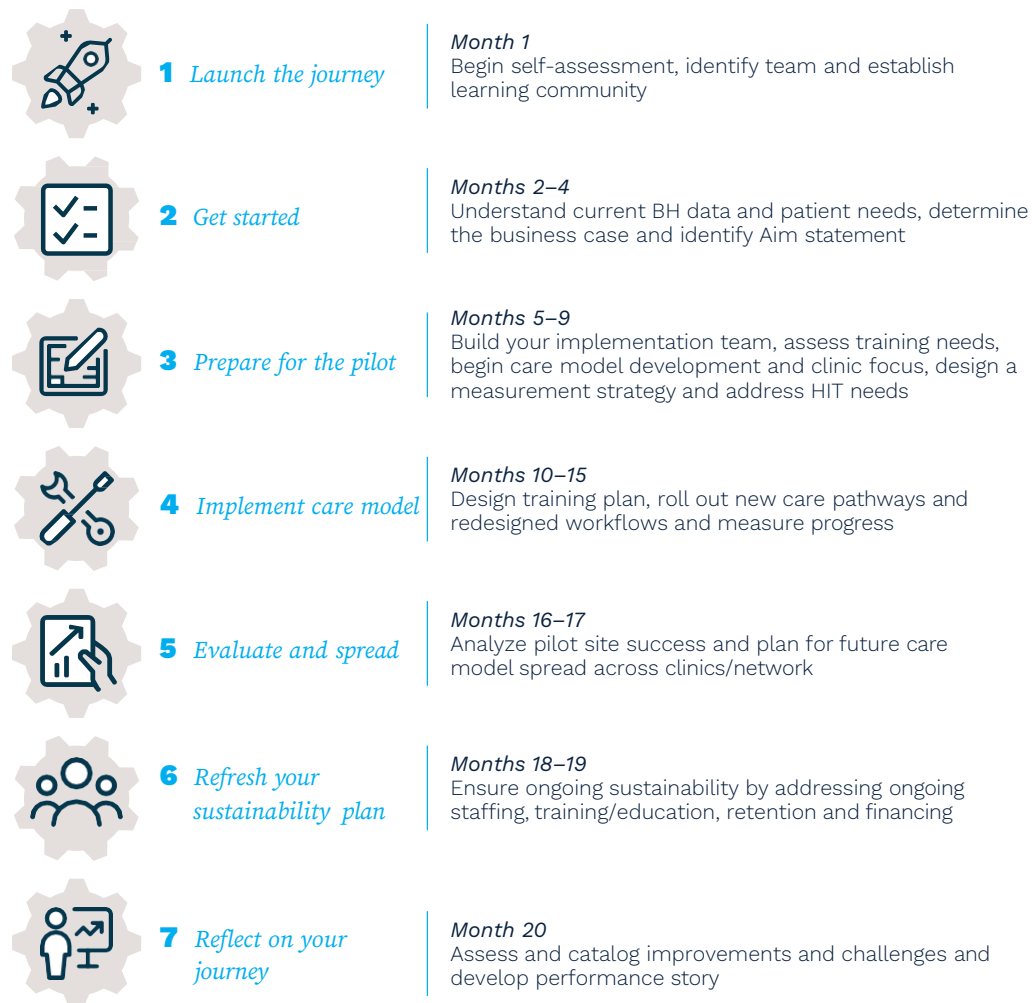 1 Launch the journey
Month 1
Begin self-assessment, identify team and establish
learning community
2 Get started
Months 2–4
Understand current BH data and patient needs, determine
the business case and identify Aim statement
3 Prepare for the pilot
Months 5–9
Build your implementation team, assess training needs,
begin care model development and clinic focus, design a
measurement strategy and address HIT needs
4 Implement care model
Months 10–15
Design training plan, roll out new care pathways and
redesigned workflows and measure progress
5 Evaluate and spread
Months 16–17
Analyze pilot site success and plan for future care
model spread across clinics/network
6 Refresh your
sustainability plan
Months 18–19
Ensure ongoing sustainability by addressing ongoing
staffing, training/education, retention and financing
7 Reflect on your
journey
Month 20
Assess and catalog improvements and challenges and
develop performance story